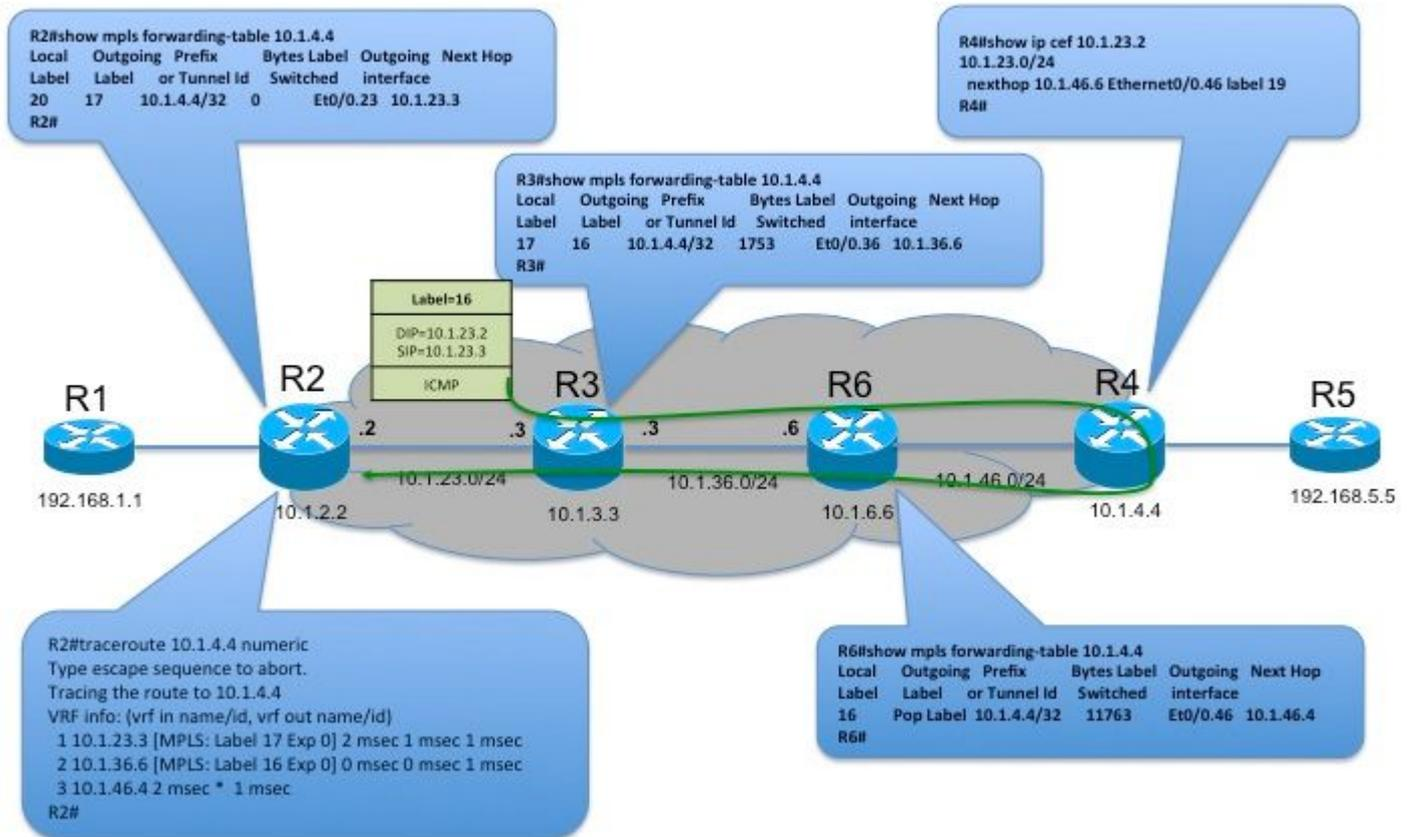 R2#show mpls forwarding-table 10.1.4.4
Local Outgoing Prefix Bytes Label Outgoing Next Hop
Label Label or Tunnel Id Switched interface
20 17 10.1.4.4/32 0 Et0/0.23 10.1.23.3
R2#
R4#show ip cef 10.1.23.2
10.1.23.0/24
nexthop 10.1.46.6 Ethernet0/0.46 label 19
R4#
R3#show mpls forwarding-table 10.1.4.4
Local Outgoing Prefix Bytes Label Outgoing Next Hop
Label Label or Tunnel Id Switched interface
17 16 10.1.4.4/32 1753 Et0/0.36 10.1.36.6
R3#
Label=16
DIP=10.1.23.2
SIP=10.1.23.3
ICMP
R1
R2
R3
R6
R4
R5
.2
.3
.3
.6
10.1.23.0/24
10.1.36.0/24
10.1.46.0/24
192.168.1.1
10.1.2.2
10.1.3.3
10.1.6.6
10.1.4.4
192.168.5.5
R2#traceroute 10.1.4.4 numeric
Type escape sequence to abort.
Tracing the route to 10.1.4.4
VRF info: (vrf in name/id, vrf out name/id)
1 10.1.23.3 [MPLS: Label 17 Exp 0] 2 msec 1 msec 1 msec
2 10.1.36.6 [MPLS: Label 16 Exp 0] 0 msec 0 msec 1 msec
3 10.1.46.4 2 msec * 1 msec
R2#
R6#show mpls forwarding-table 10.1.4.4
Local Outgoing Prefix Bytes Label Outgoing Next Hop
Label Label or Tunnel Id Switched interface
16 Pop Label 10.1.4.4/32 11763 Et0/0.46 10.1.46.4
R6#